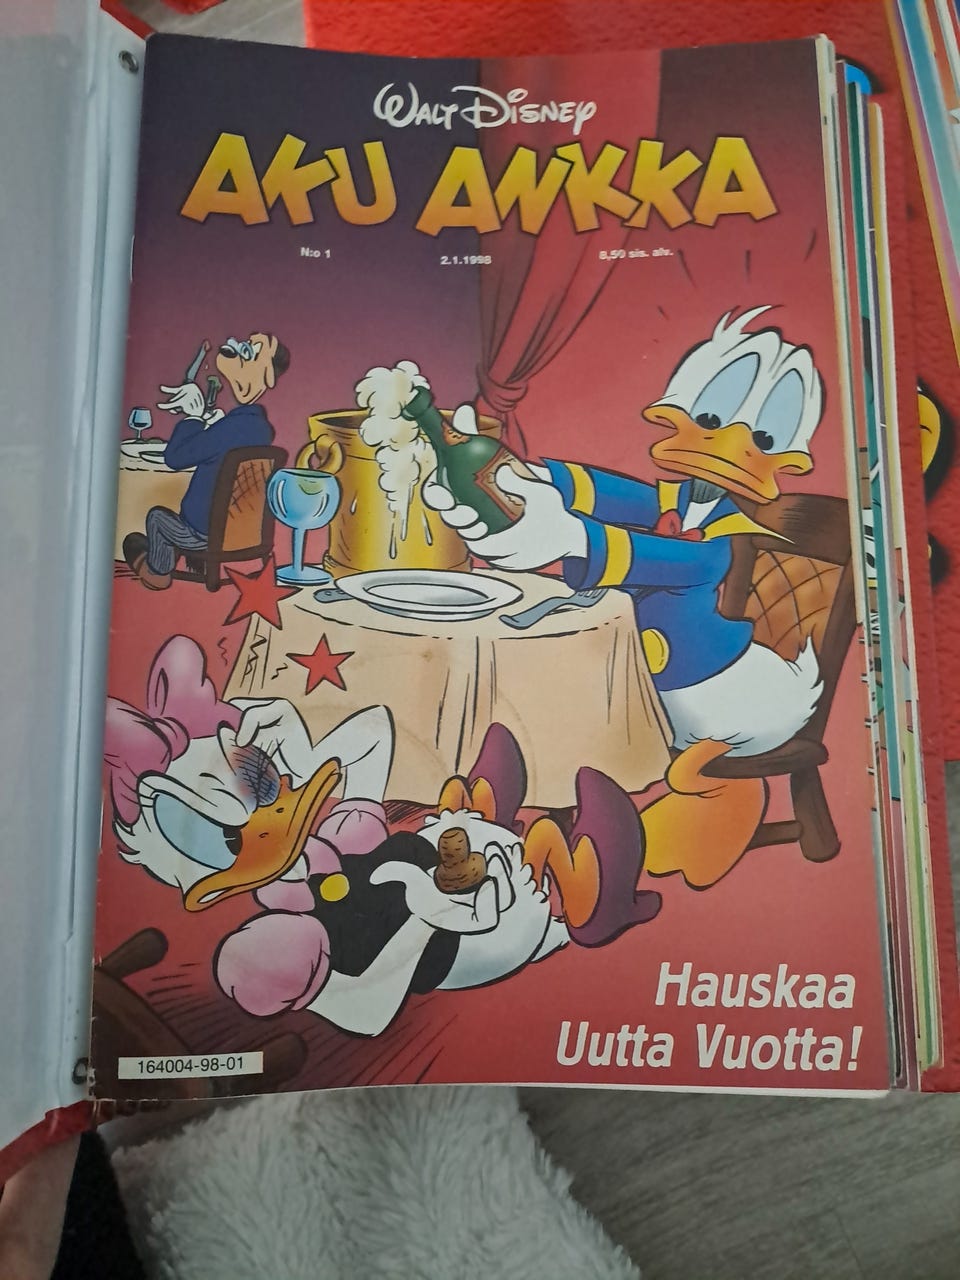 Walt Disney
AKU ANKKA
N:o 1 2.1.1998 8,50 sis. alv.
Hauskaa
Uutta Vuotta!
164004-98-01